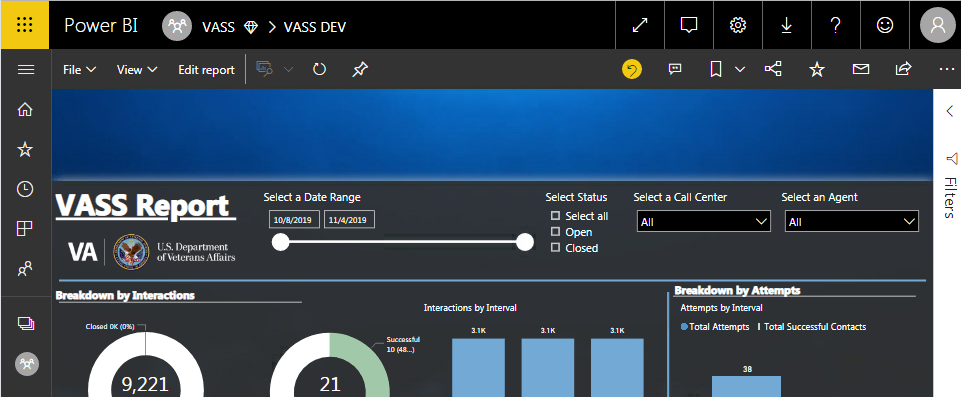 Power BI VASS > VASS DEV ?
File View Edit report ...
VASS Report
Select a Date Range
10/8/2019 11/4/2019
Select Status
Select all
Open
Closed
Select a Call Center
All
Select an Agent
All
VA
U.S. Department
of Veterans Affairs
Filters
Breakdown by Interactions
Closed 0K (0%)
9,221
Successful
10 (48...)
21
Interactions by Interval
3.1K 3.1K 3.1K
Breakdown by Attempts
Attempts by Interval
Total Attempts Total Successful Contacts
38